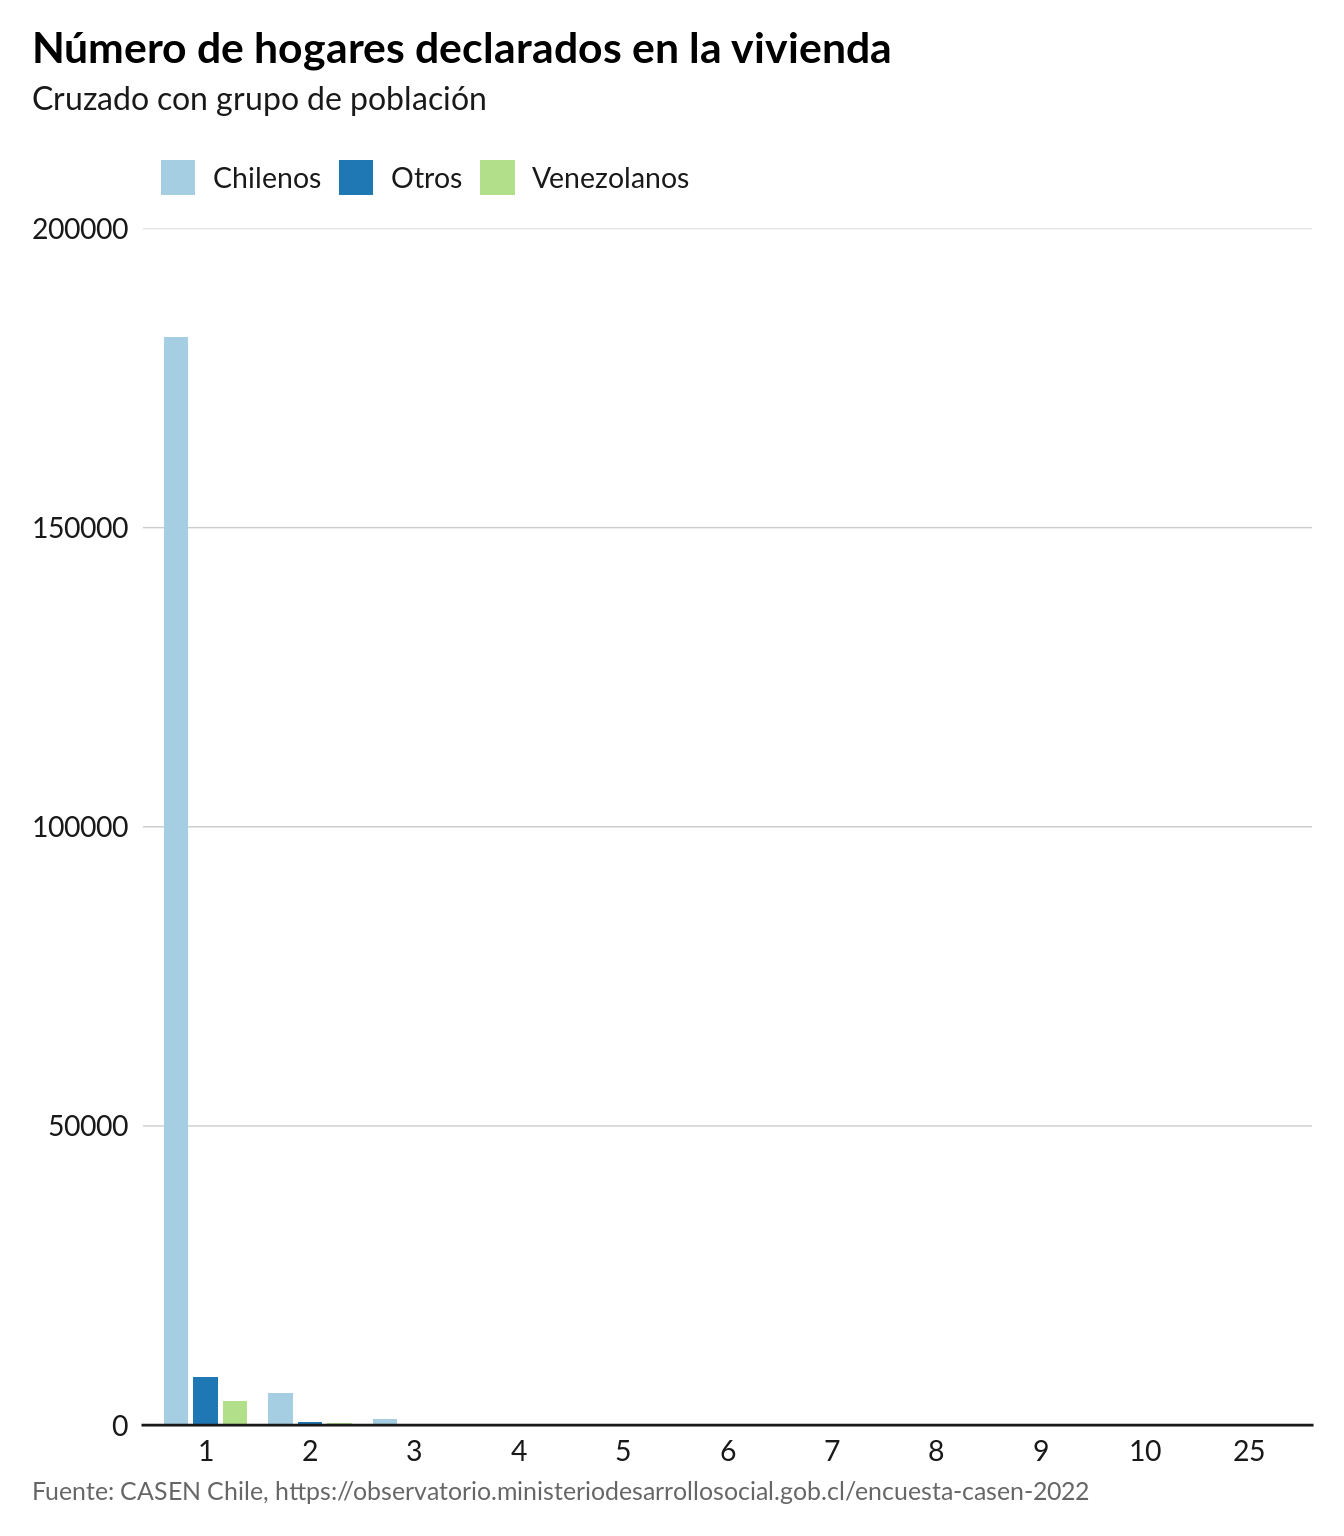 Número de hogares declarados en la vivienda
Cruzado con grupo de población
Chilenos Otros Venezolanos
200000
150000
100000
50000
0
1 2 3 4 5 6 7 8 9 10 25
Fuente: CASEN Chile, https://observatorio.ministeriodesarrollosocial.gob.cl/encuesta-casen-2022